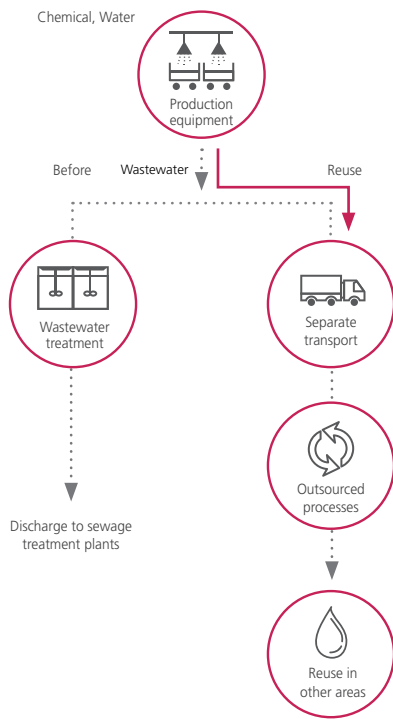 Chemical, Water
Production
equipment
Before
Wastewater
Reuse
Wastewater
treatment
Separate
transport
Outsourced
processes
Discharge to sewage
treatment plants
Reuse in
other areas